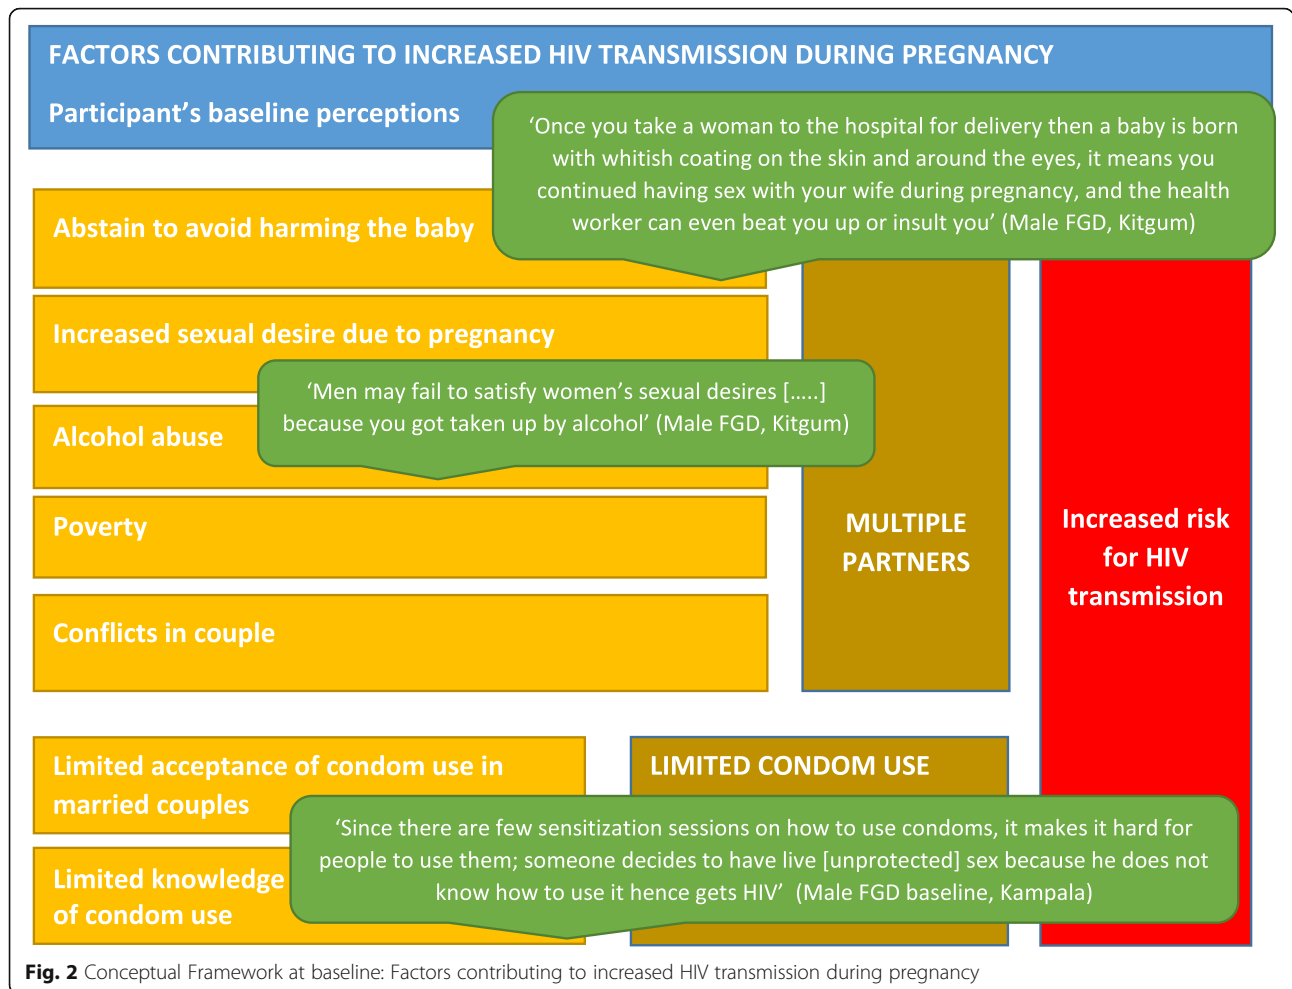 FACTORS CONTRIBUTING TO INCREASED HIV TRANSMISSION DURING PREGNANCY
Participant’s baseline perceptions
‘Once you take a woman to the hospital for delivery then a baby is born
with whitish coating on the skin and around the eyes, it means you
continued having sex with your wife during pregnancy, and the health
worker can even beat you up or insult you’ (Male FGD, Kitgum)
Abstain to avoid harming the baby
Increased sexual desire due to pregnancy
‘Men may fail to satisfy women’s sexual desires [.....]
because you got taken up by alcohol’ (Male FGD, Kitgum)
Alcohol abuse
Poverty
Conflicts in couple
MULTIPLE
PARTNERS
Increased risk
for HIV
transmission
Limited acceptance of condom use in
married couples
LIMITED CONDOM USE
‘Since there are few sensitization sessions on how to use condoms, it makes it hard for
people to use them; someone decides to have live [unprotected] sex because he does not
know how to use it hence gets HIV’ (Male FGD baseline, Kampala)
Limited knowledge
of condom use
Fig. 2 Conceptual Framework at baseline: Factors contributing to increased HIV transmission during pregnancy